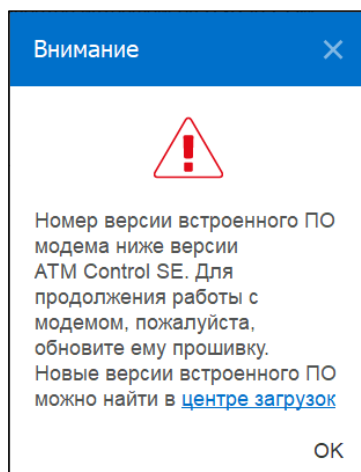 Внимание
Номер версии встроенного ПО
модема ниже версии
ATM Control SE. Для
продолжения работы с
модемом, пожалуйста,
обновите ему прошивку.
Новые версии встроенного ПО
можно найти в центре загрузок
OK